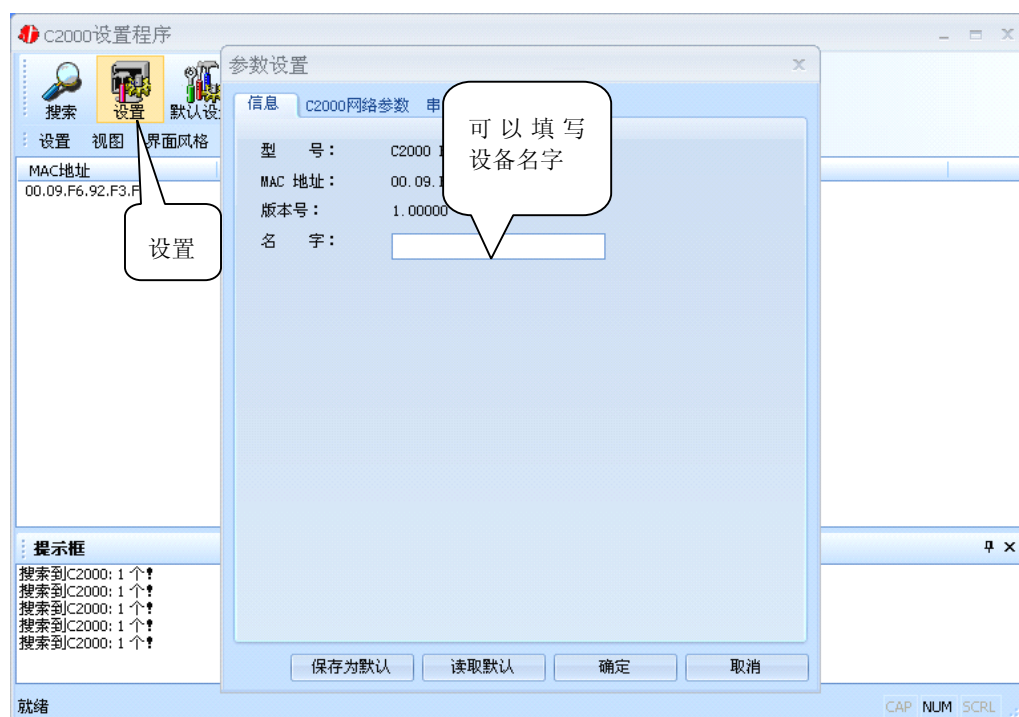 C2000设置程序
搜索 设置 默认设
设置 视图 界面风格
MAC地址
00.09.F6.92.F3.F
设置
参数设置
信息 C2000网络参数 串
可以填写
设备名字
型 号： C2000
MAC 地址： 00.09.
版本号： 1.00000
名 字：
保存为默认 读取默认 确定 取消
提示框
搜索到C2000: 1 个!
搜索到C2000: 1 个!
搜索到C2000: 1 个!
搜索到C2000: 1 个!
搜索到C2000: 1 个!
就绪
CAP NUM SCRL